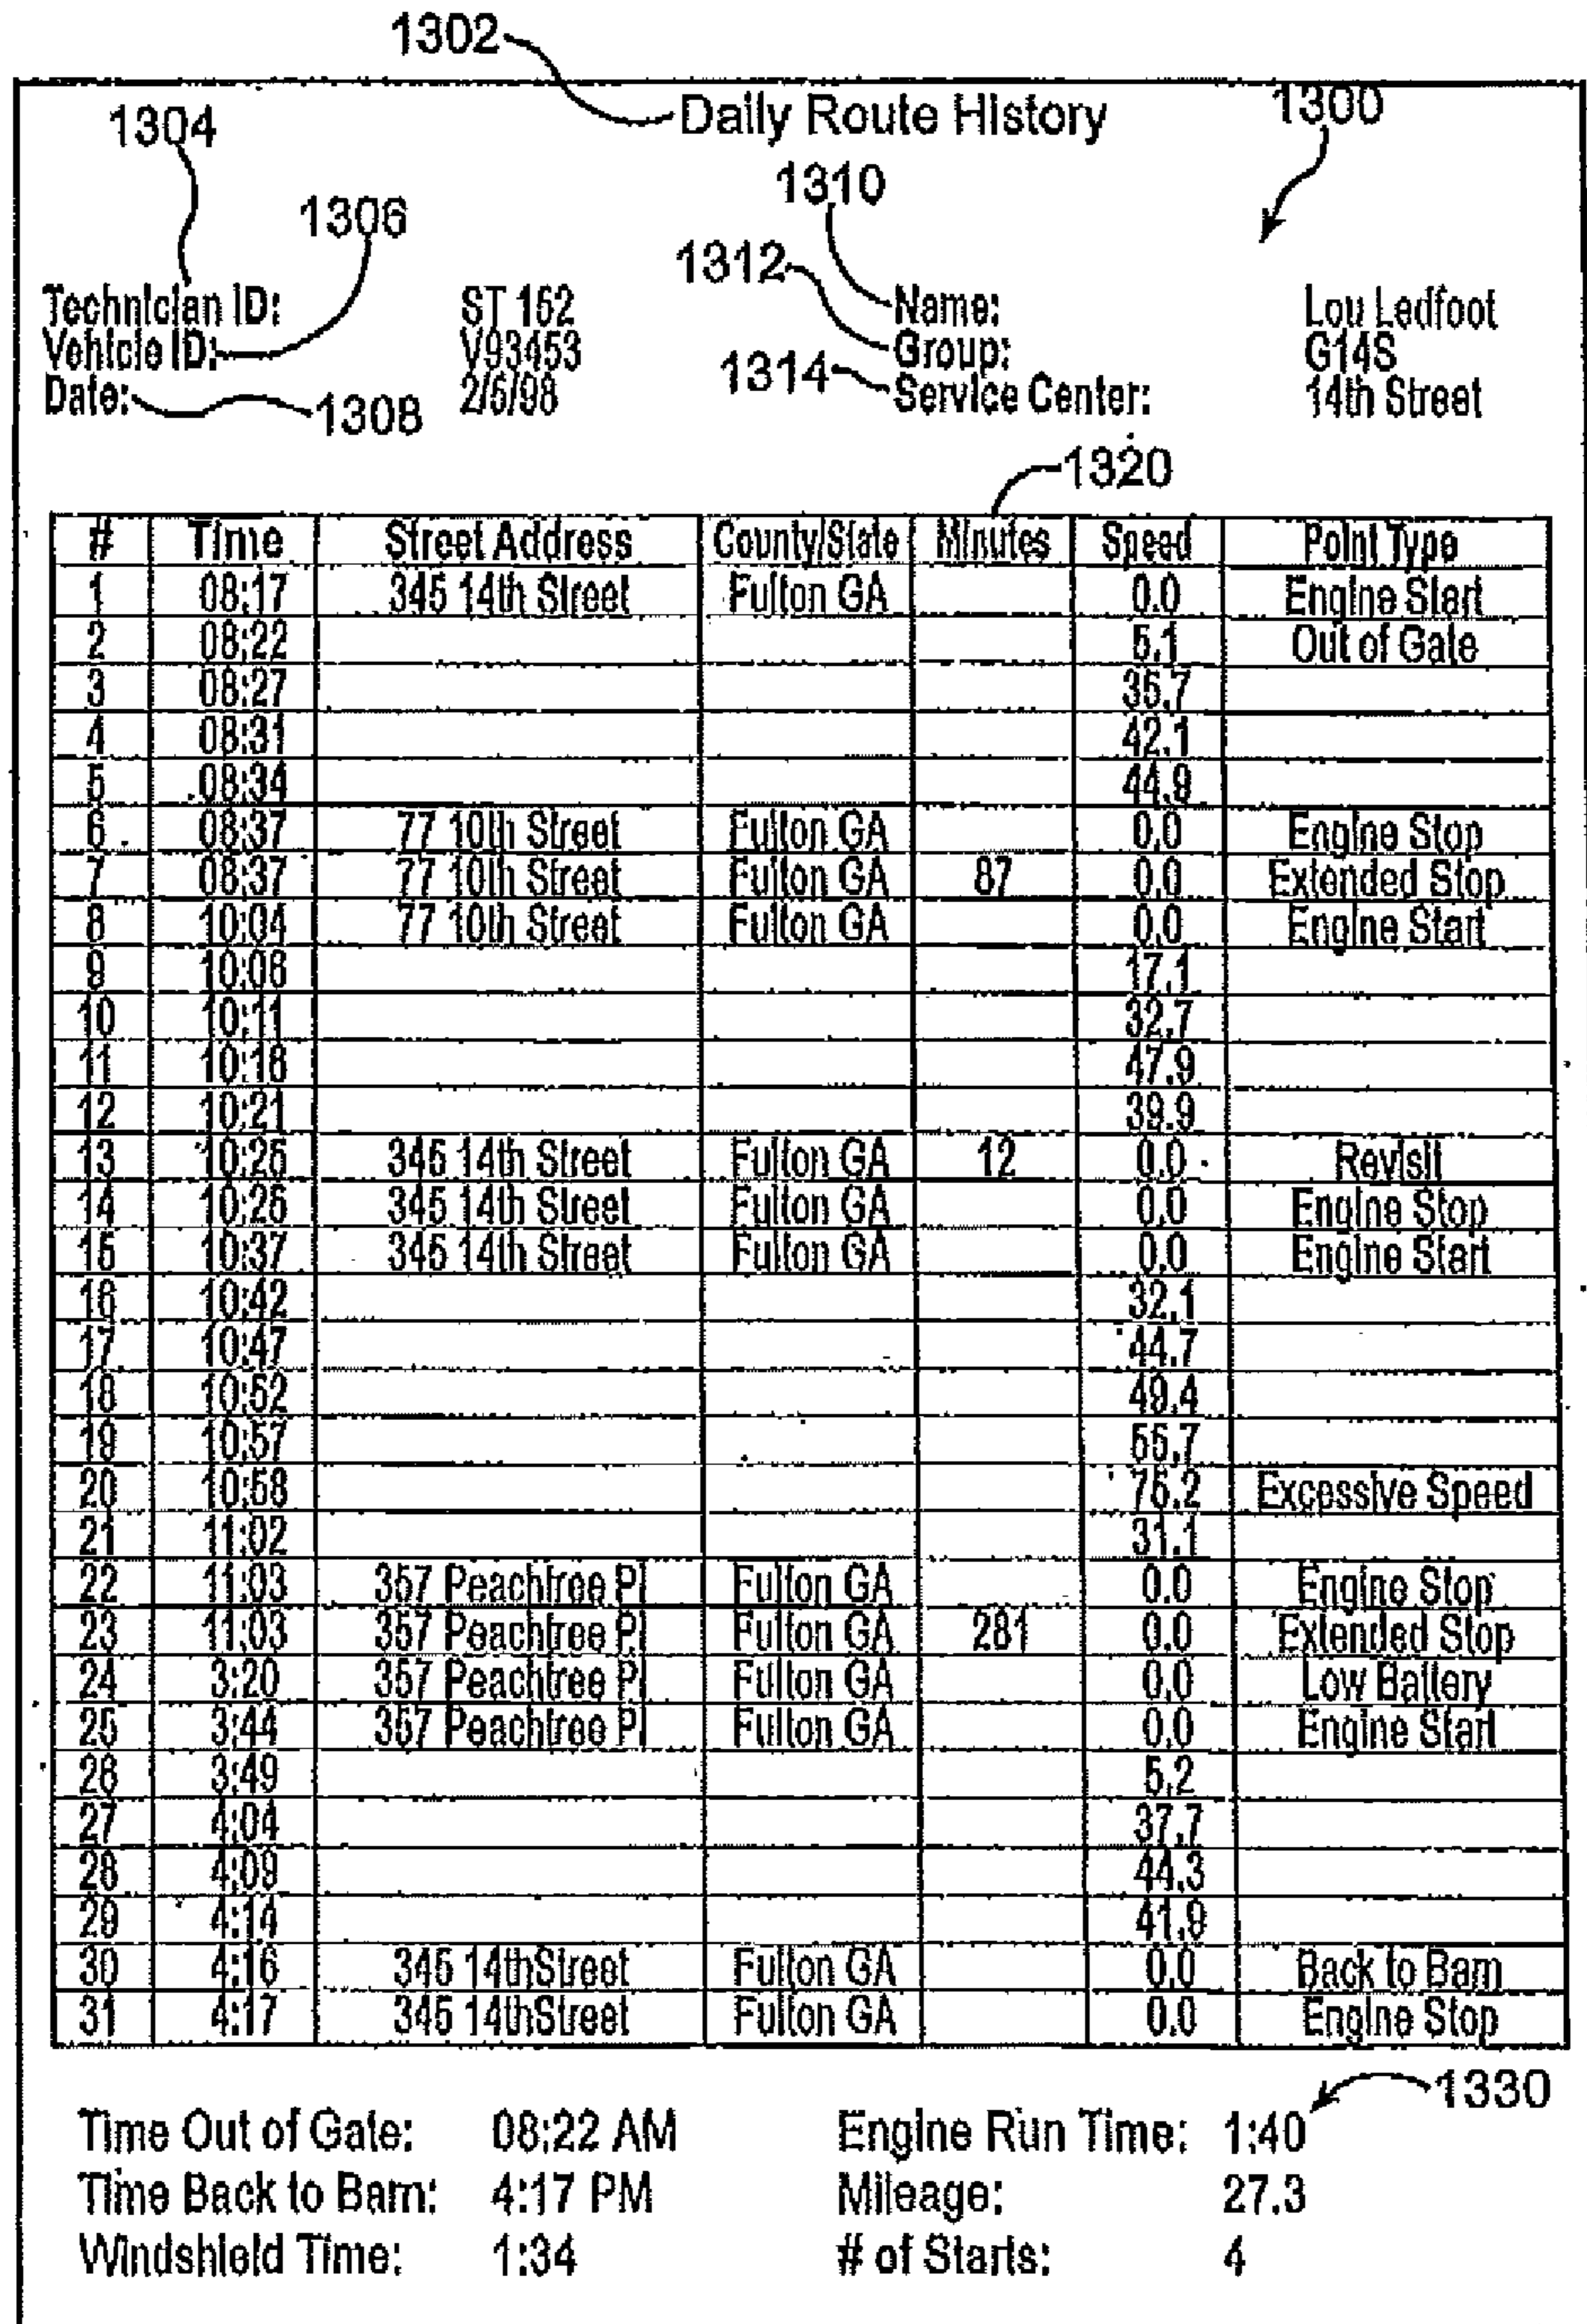 1302
Daily Route History
1300
1304
1310
1306
1312
Technician ID: ST 152 Name: Lou Ledfoot
Vehicle ID: V93453 Group: G14S
Date: 1308 2/5/98 1314 Service Center: 14th Street
1320
# Time Street Address County/State Minutes Speed Point Type
1 08:17 345 14th Street Fulton GA 0.0 Engine Start
2 08:22 5.1 Out of Gate
3 08:27 35.7
4 08:31 42.1
5 08:34 44.9
6 08:37 77 10th Street Fulton GA 0.0 Engine Stop
7 08:37 77 10th Street Fulton GA 87 0.0 Extended Stop
8 10:04 77 10th Street Fulton GA 0.0 Engine Start
9 10:06 17.1
10 10:11 32.7
11 10:18 47.9
12 10:21 39.9
13 10:25 345 14th Street Fulton GA 12 0.0 Revisit
14 10:25 345 14th Street Fulton GA 0.0 Engine Stop
15 10:37 345 14th Street Fulton GA 0.0 Engine Start
16 10:42 32.1
17 10:47 44.7
18 10:52 49.4
19 10:57 55.7
20 10:58 75.2 Excessive Speed
21 11:02 31.1
22 11:03 357 Peachtree Pl Fulton GA 0.0 Engine Stop
23 11:03 357 Peachtree Pl Fulton GA 281 0.0 Extended Stop
24 3:20 357 Peachtree Pl Fulton GA 0.0 Low Battery
25 3:44 357 Peachtree Pl Fulton GA 0.0 Engine Start
26 3:49 5.2
27 4:04 37.7
28 4:09 44.3
29 4:14 41.9
30 4:16 345 14thStreet Fulton GA 0.0 Back to Barn
31 4:17 345 14thStreet Fulton GA 0.0 Engine Stop
1330
Time Out of Gate: 08:22 AM Engine Run Time: 1:40
Time Back to Barn: 4:17 PM Mileage: 27.3
Windshield Time: 1:34 # of Starts: 4